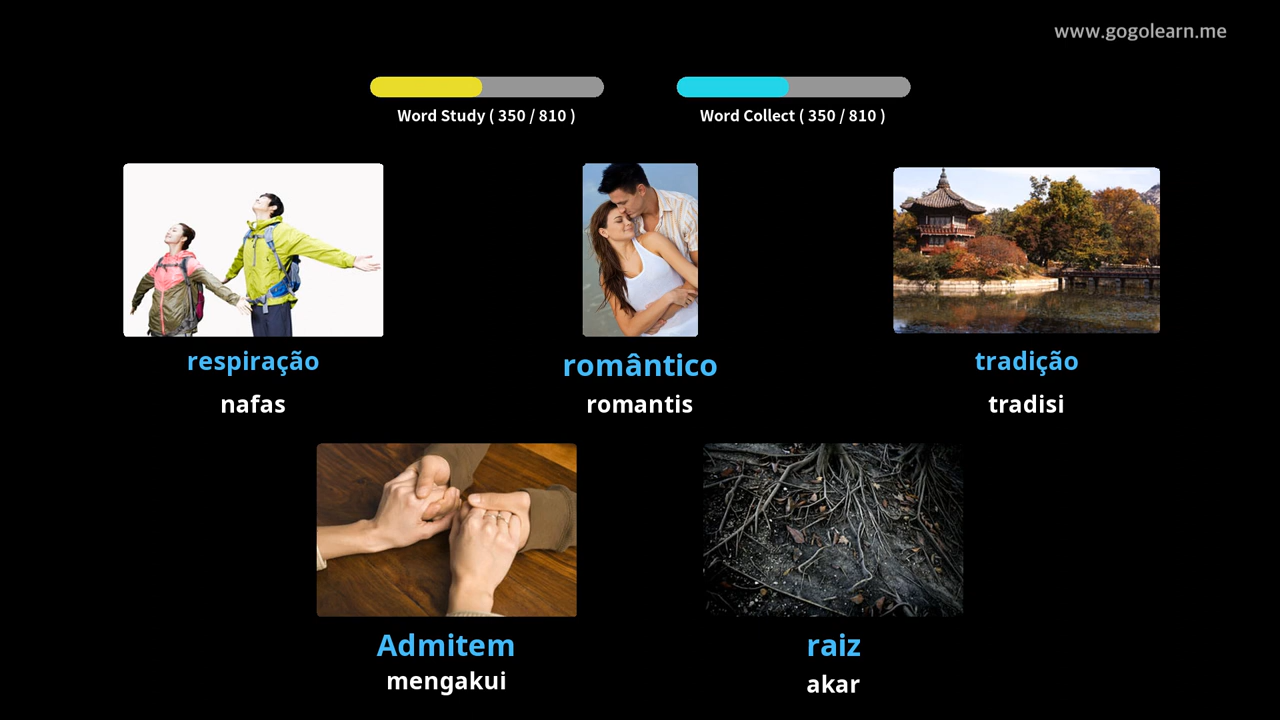 www.gogolearn.me
Word Study ( 350 / 810 )
Word Collect ( 350 / 810 )
respiração
nafas
romântico
romantis
tradição
tradisi
Admitem
mengakui
raiz
akar